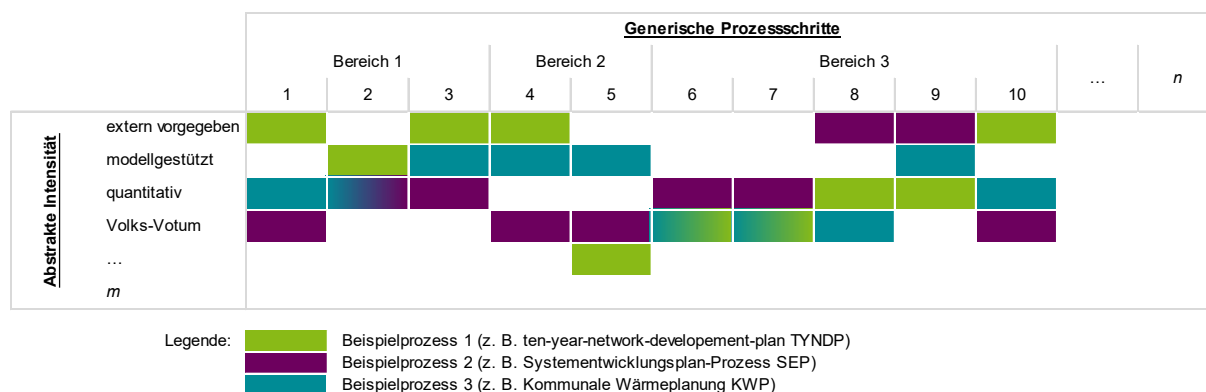 Generische Prozessschritte
Bereich 1 Bereich 2 Bereich 3 … n
1 2 3 4 5 6 7 8 9 10
Abstrakte Intensität
extern vorgegeben
modellgestützt
quantitativ
Volks-Votum
…
m
Legende: Beispielprozess 1 (z. B. ten-year-network-developement-plan TYNDP)
Beispielprozess 2 (z. B. Systementwicklungsplan-Prozess SEP)
Beispielprozess 3 (z. B. Kommunale Wärmeplanung KWP)